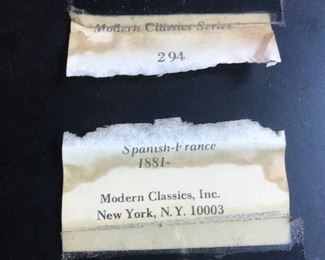 Modern Classics Series
294
Spanish-France
1881-
Modern Classics, Inc.
New York, N.Y. 10003